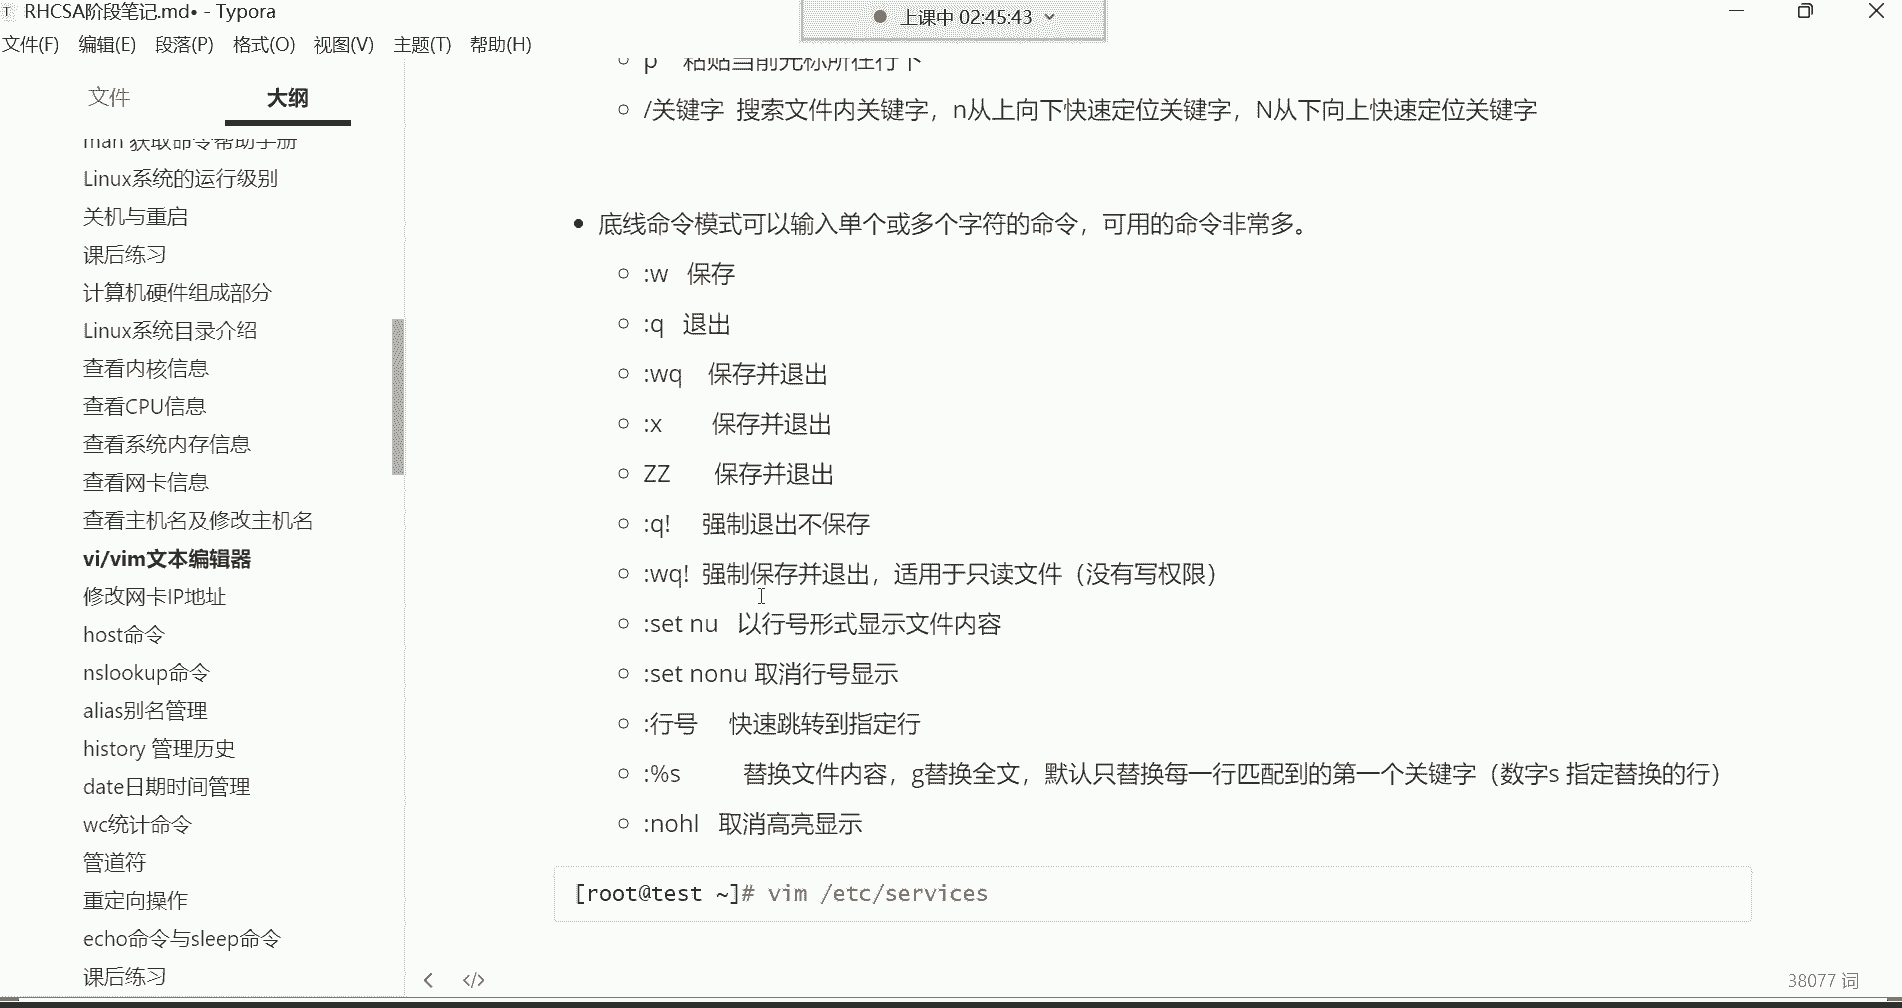 RHCSA阶段笔记.md• - Typora
上课中 02:45:43
文件(F) 编辑(E) 段落(P) 格式(O) 视图(V) 主题(T) 帮助(H)
文件 大纲
man 获取命令帮助手册
Linux系统的运行级别
关机与重启
课后练习
计算机硬件组成部分
Linux系统目录介绍
查看内核信息
查看CPU信息
查看系统内存信息
查看网卡信息
查看主机名及修改主机名
vi/vim文本编辑器
修改网卡IP地址
host命令
nslookup命令
alias别名管理
history 管理历史
date日期时间管理
wc统计命令
管道符
重定向操作
echo命令与sleep命令
课后练习
p 粘贴当前光标所在行下
/关键字 搜索文件内关键字，n从上向下快速定位关键字，N从下向上快速定位关键字
底线命令模式可以输入单个或多个字符的命令，可用的命令非常多。
:w 保存
:q 退出
:wq 保存并退出
:x 保存并退出
ZZ 保存并退出
:q! 强制退出不保存
:wq! 强制保存并退出，适用于只读文件（没有写权限）
:set nu 以行号形式显示文件内容
:set nonu 取消行号显示
:行号 快速跳转到指定行
:%s 替换文件内容，g替换全文，默认只替换每一行匹配到的第一个关键字（数字s 指定替换的行）
:nohl 取消高亮显示
[root@test ~]# vim /etc/services
38077 词